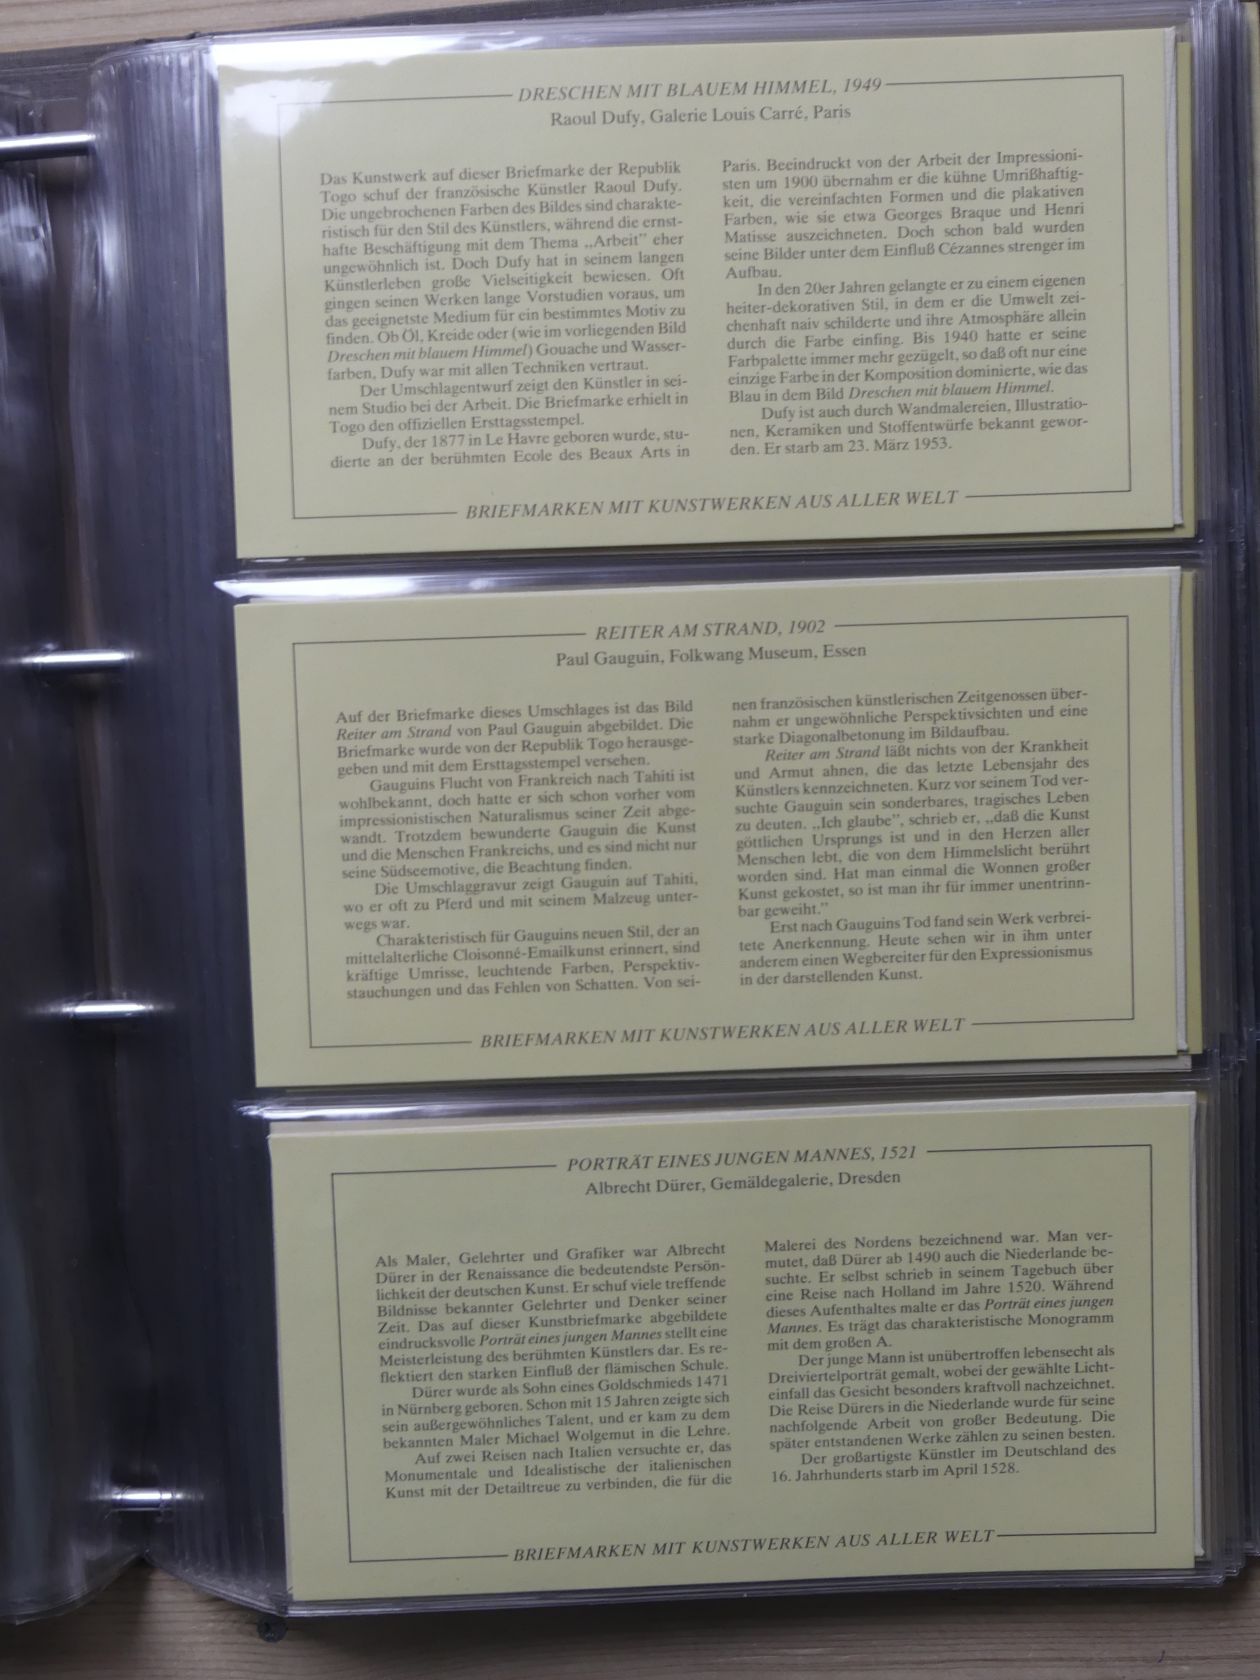 DRESCHEN MIT BLAUEM HIMMEL, 1949
Raoul Dufy, Galerie Louis Carré, Paris
Das Kunstwerk auf dieser Briefmarke der Republik
Togo schuf der französische Künstler Raoul Dufy.
Die ungebrochenen Farben des Bildes sind charakte-
ristisch für den Stil des Künstlers, während die ernst-
hafte Beschäftigung mit dem Thema „Arbeit” eher
ungewöhnlich ist. Doch Dufy hat in seinem langen
Künstlerleben große Vielseitigkeit bewiesen. Oft
gingen seinen Werken lange Vorstudien voraus, um
das geeignetste Medium für ein bestimmtes Motiv zu
finden. Ob Öl, Kreide oder (wie im vorliegenden Bild
Dreschen mit blauem Himmel) Gouache und Wasser-
farben, Dufy war mit allen Techniken vertraut.
Der Umschlagentwurf zeigt den Künstler in sei-
nem Studio bei der Arbeit. Die Briefmarke erhielt in
Togo den offiziellen Ersttagsstempel.
Dufy, der 1877 in Le Havre geboren wurde, stu-
dierte an der berühmten Ecole des Beaux Arts in
Paris. Beeindruckt von der Arbeit der Impressioni-
sten um 1900 übernahm er die kühne Umrißhaftig-
keit, die vereinfachten Formen und die plakativen
Farben, wie sie etwa Georges Braque und Henri
Matisse auszeichneten. Doch schon bald wurden
seine Bilder unter dem Einfluß Cézannes strenger im
Aufbau.
In den 20er Jahren gelangte er zu einem eigenen
heiter-dekorativen Stil, in dem er die Umwelt zei-
chenhaft naiv schilderte und ihre Atmosphäre allein
durch die Farbe einfing. Bis 1940 hatte er seine
Farbpalette immer mehr gezügelt, so daß oft nur eine
einzige Farbe in der Komposition dominierte, wie das
Blau in dem Bild Dreschen mit blauem Himmel.
Dufy ist auch durch Wandmalereien, Illustratio-
nen, Keramiken und Stoffentwürfe bekannt gewor-
den. Er starb am 23. März 1953.
BRIEFMARKEN MIT KUNSTWERKEN AUS ALLER WELT
REITER AM STRAND, 1902
Paul Gauguin, Folkwang Museum, Essen
Auf der Briefmarke dieses Umschlages ist das Bild
Reiter am Strand von Paul Gauguin abgebildet. Die
Briefmarke wurde von der Republik Togo herausge-
geben und mit dem Ersttagsstempel versehen.
Gauguins Flucht von Frankreich nach Tahiti ist
wohlbekannt, doch hatte er sich schon vorher vom
impressionistischen Naturalismus seiner Zeit abge-
wandt. Trotzdem bewunderte Gauguin die Kunst
und die Menschen Frankreichs, und es sind nicht nur
seine Südseemotive, die Beachtung finden.
Die Umschlaggravur zeigt Gauguin auf Tahiti,
wo er oft zu Pferd und mit seinem Malzeug unter-
wegs war.
Charakteristisch für Gauguins neuen Stil, der an
mittelalterliche Cloisonné-Emailkunst erinnert, sind
kräftige Umrisse, leuchtende Farben, Perspektiv-
stauchungen und das Fehlen von Schatten. Von sei-
nen französischen künstlerischen Zeitgenossen über-
nahm er ungewöhnliche Perspektivsichten und eine
starke Diagonalbetonung im Bildaufbau.
Reiter am Strand läßt nichts von der Krankheit
und Armut ahnen, die das letzte Lebensjahr des
Künstlers kennzeichneten. Kurz vor seinem Tod ver-
suchte Gauguin sein sonderbares, tragisches Leben
zu deuten. „Ich glaube”, schrieb er, „daß die Kunst
göttlichen Ursprungs ist und in den Herzen aller
Menschen lebt, die von dem Himmelslicht berührt
worden sind. Hat man einmal die Wonnen großer
Kunst gekostet, so ist man ihr für immer unentrinn-
bar geweiht.”
Erst nach Gauguins Tod fand sein Werk verbrei-
tete Anerkennung. Heute sehen wir in ihm unter
anderem einen Wegbereiter für den Expressionismus
in der darstellenden Kunst.
BRIEFMARKEN MIT KUNSTWERKEN AUS ALLER WELT
PORTRÄT EINES JUNGEN MANNES, 1521
Albrecht Dürer, Gemäldegalerie, Dresden
Als Maler, Gelehrter und Grafiker war Albrecht
Dürer in der Renaissance die bedeutendste Persön-
lichkeit der deutschen Kunst. Er schuf viele treffende
Bildnisse bekannter Gelehrter und Denker seiner
Zeit. Das auf dieser Kunstbriefmarke abgebildete
eindrucksvolle Porträt eines jungen Mannes stellt eine
Meisterleistung des berühmten Künstlers dar. Es re-
flektiert den starken Einfluß der flämischen Schule.
Dürer wurde als Sohn eines Goldschmieds 1471
in Nürnberg geboren. Schon mit 15 Jahren zeigte sich
sein außergewöhnliches Talent, und er kam zu dem
bekannten Maler Michael Wolgemut in die Lehre.
Auf zwei Reisen nach Italien versuchte er, das
Monumentale und Idealistische der italienischen
Kunst mit der Detailtreue zu verbinden, die für die
Malerei des Nordens bezeichnend war. Man ver-
mutet, daß Dürer ab 1490 auch die Niederlande be-
suchte. Er selbst schrieb in seinem Tagebuch über
eine Reise nach Holland im Jahre 1520. Während
dieses Aufenthaltes malte er das Porträt eines jungen
Mannes. Es trägt das charakteristische Monogramm
mit dem großen A.
Der junge Mann ist unübertroffen lebensecht als
Dreiviertelporträt gemalt, wobei der gewählte Licht-
einfall das Gesicht besonders kraftvoll nachzeichnet.
Die Reise Dürers in die Niederlande wurde für seine
nachfolgende Arbeit von großer Bedeutung. Die
später entstandenen Werke zählen zu seinen besten.
Der großartigste Künstler im Deutschland des
16. Jahrhunderts starb im April 1528.
BRIEFMARKEN MIT KUNSTWERKEN AUS ALLER WELT